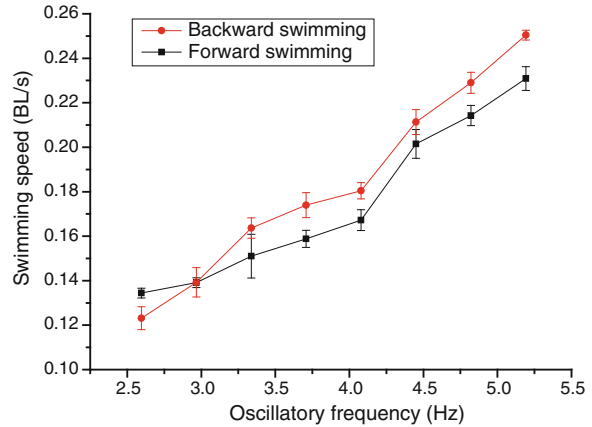 Backward swimming
Forward swimming
Swimming speed (BL/s)
0.26
0.24
0.22
0.20
0.18
0.16
0.14
0.12
0.10
2.5 3.0 3.5 4.0 4.5 5.0 5.5
Oscillatory frequency (Hz)